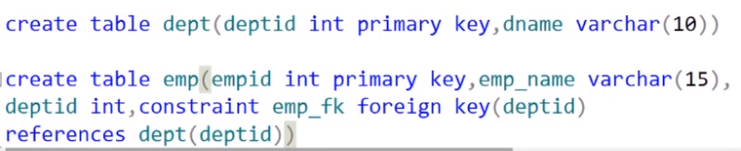 create table dept(deptid int primary key,dname varchar(10))
create table emp(empid int primary key,emp_name varchar(15),
deptid int,constraint emp_fk foreign key(deptid)
references dept(deptid))